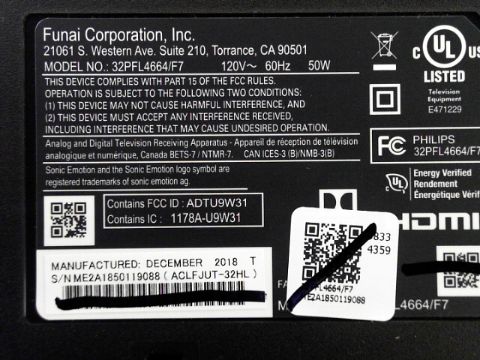 Funai Corporation, Inc.
21061 S. Western Ave. Suite 210, Torrance, CA 90501
MODEL NO.: 32PFL4664/F7 120V~ 60Hz 50W
THIS DEVICE COMPLIES WITH PART 15 OF THE FCC RULES.
OPERATION IS SUBJECT TO THE FOLLOWING TWO CONDITIONS:
(1) THIS DEVICE MAY NOT CAUSE HARMFUL INTERFERENCE, AND
(2) THIS DEVICE MUST ACCEPT ANY INTERFERENCE RECEIVED,
INCLUDING INTERFERENCE THAT MAY CAUSE UNDESIRED OPERATION.
Analog and Digital Television Receiving Apparatus - Appareil de réception de télévision
analogique et numérique, Canada BETS-7 / NTMR-7. CAN ICES-3 (B)/NMB-3(B)
Sonic Emotion and the Sonic Emotion logo symbol are
registered trademarks of sonic emotion ag.
Contains FCC ID : ADTU9W31
Contains IC : 1178A-U9W31
MANUFACTURED: DECEMBER 2018 T
S/N ME2A1850119088 ( ACLFJUT-32HL)
C UL US
LISTED
Television
Equipment
E471229
FC PHILIPS
32PFL4664/F7
UL
Energy Verified
Rendement
Énergétique Vérifié
HDMI
833
4359
PFL4664/F7
E2A1850119088
L4664/F7